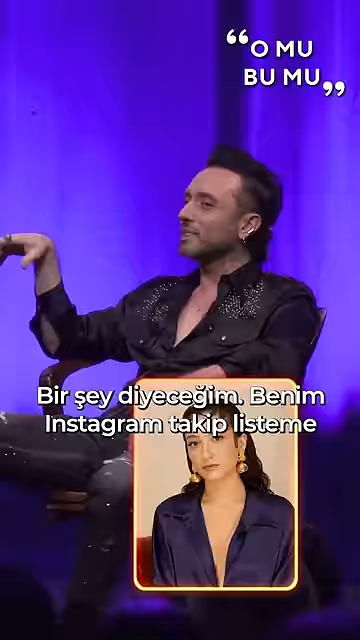 “O MU
BU MU„
Bir şey diyeceğim. Benim
Instagram takip listeme